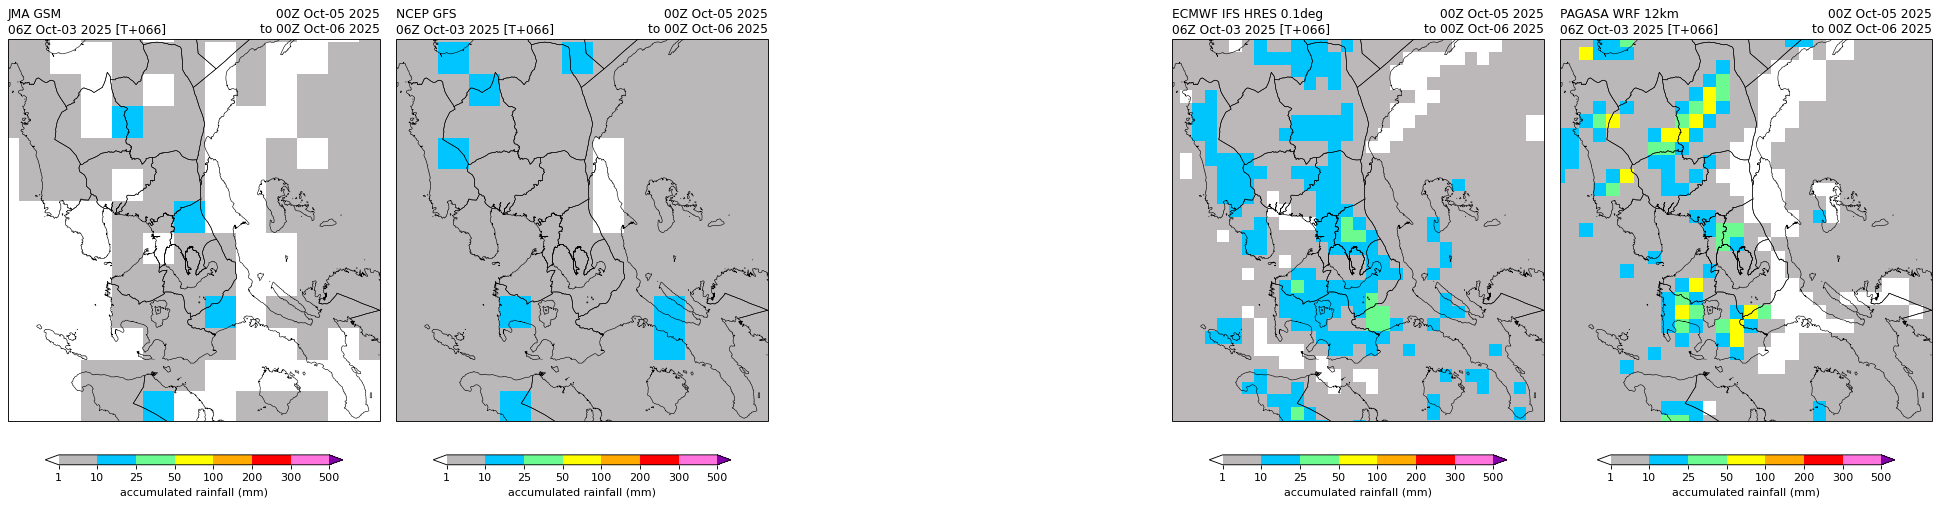 JMA GSM 00Z Oct-05 2025
06Z Oct-03 2025 [T+066] to 00Z Oct-06 2025
1 10 25 50 100 200 300 500
accumulated rainfall (mm)
NCEP GFS 00Z Oct-05 2025
06Z Oct-03 2025 [T+066] to 00Z Oct-06 2025
1 10 25 50 100 200 300 500
accumulated rainfall (mm)
ECMWF IFS HRES 0.1deg 00Z Oct-05 2025
06Z Oct-03 2025 [T+066] to 00Z Oct-06 2025
1 10 25 50 100 200 300 500
accumulated rainfall (mm)
PAGASA WRF 12km 00Z Oct-05 2025
06Z Oct-03 2025 [T+066] to 00Z Oct-06 2025
1 10 25 50 100 200 300 500
accumulated rainfall (mm)